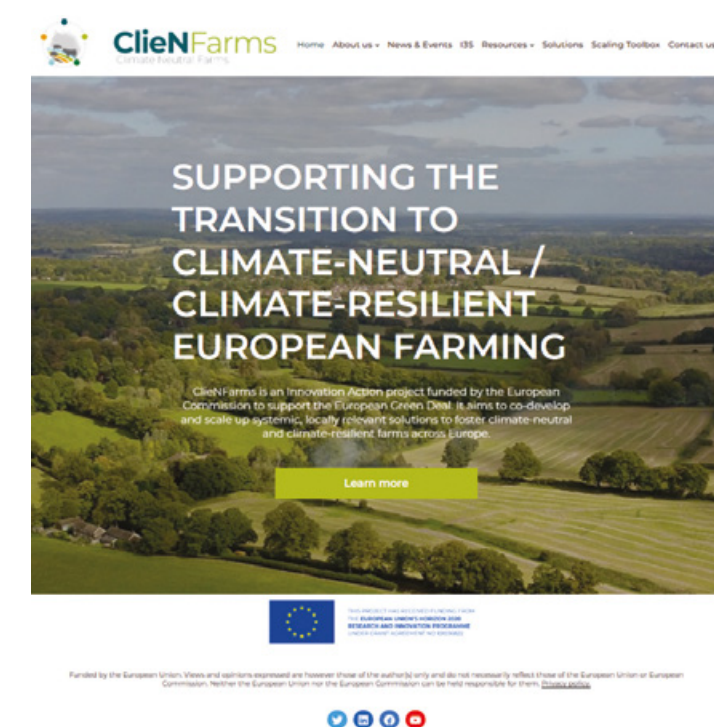 ClieNFarms
Climate Neutral Farms
Home About us News & Events I3S Resources Solutions Scaling Toolbox Contact us
SUPPORTING THE
TRANSITION TO
CLIMATE-NEUTRAL /
CLIMATE-RESILIENT
EUROPEAN FARMING
ClieNFarms is an Innovation Action project funded by the European
Commission to support the European Green Deal: it aims to co-develop
and scale up systemic, locally relevant solutions to foster climate-neutral
and climate-resilient farms across Europe.
Learn more
THIS PROJECT HAS RECEIVED FUNDING FROM
THE EUROPEAN UNION'S HORIZON 2020
RESEARCH AND INNOVATION PROGRAMME
UNDER GRANT AGREEMENT NO
Funded by the European Union. Views and opinions expressed are however those of the author(s) only and do not necessarily reflect those of the European Union or European
Commission. Neither the European Union nor the European Commission can be held responsible for them. Privacy policy.